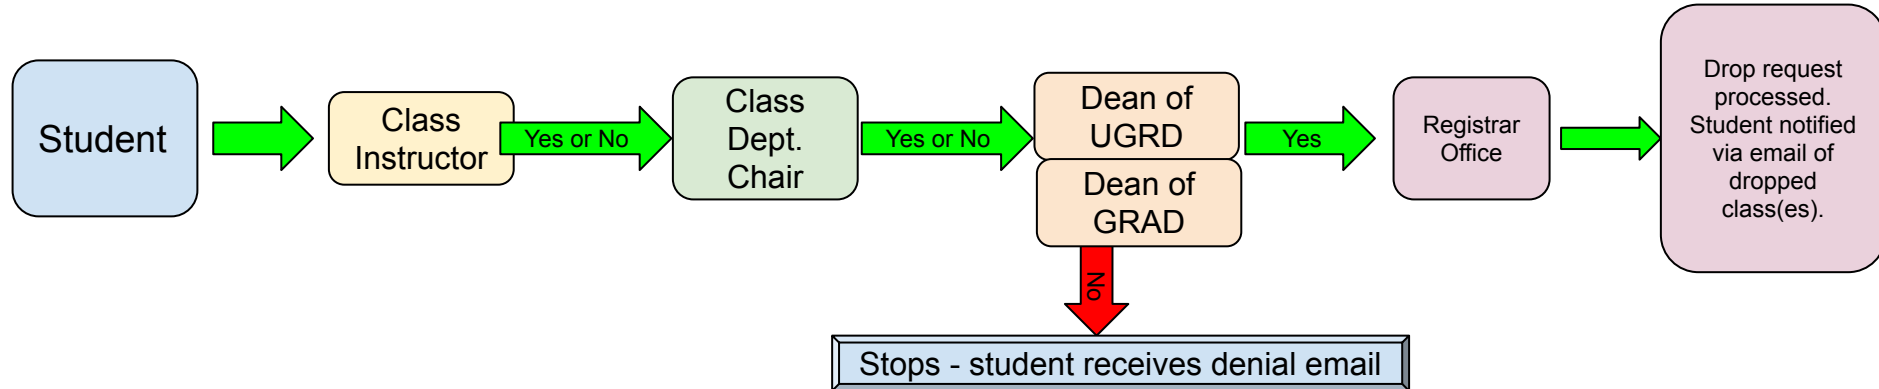 Student
Class
Instructor
Yes or No
Class
Dept.
Chair
Yes or No
Dean of
UGRD
Dean of
GRAD
Yes
No
Registrar
Office
Drop request
processed.
Student notified
via email of
dropped
class(es).
Stops - student receives denial email